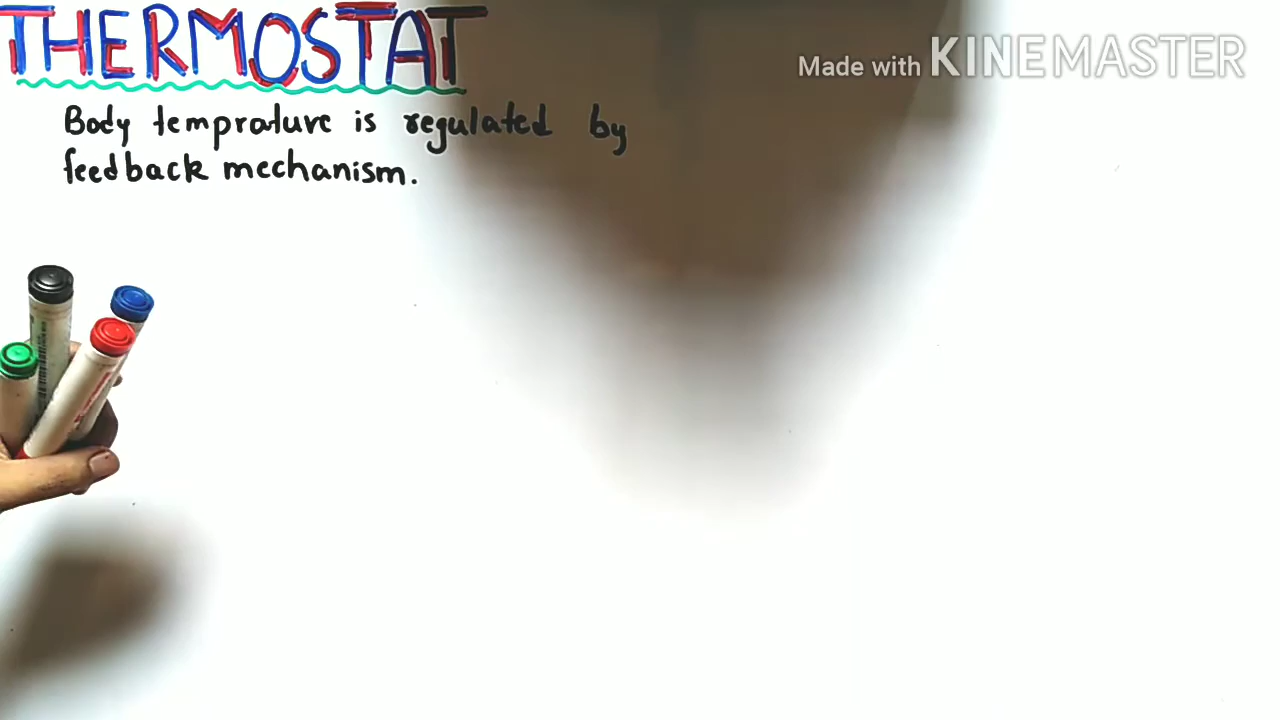 THERMOSTAT
Made with KINEMASTER
Body temprature is regulated by
feedback mechanism.